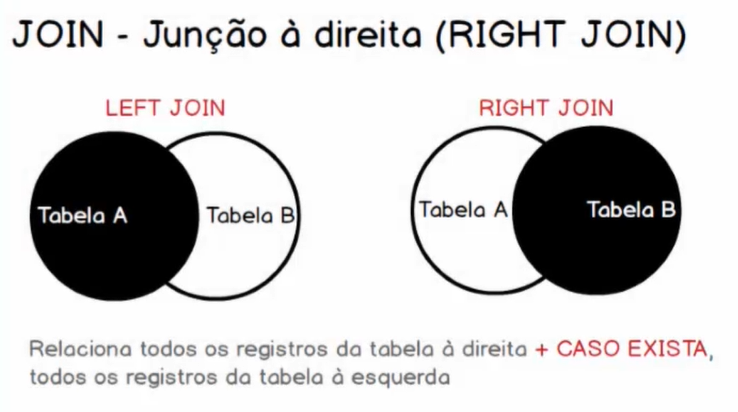 JOIN - Junção à direita (RIGHT JOIN)
LEFT JOIN
RIGHT JOIN
Tabela A
Tabela B
Tabela A
Tabela B
Relaciona todos os registros da tabela à direita + CASO EXISTA,
todos os registros da tabela à esquerda